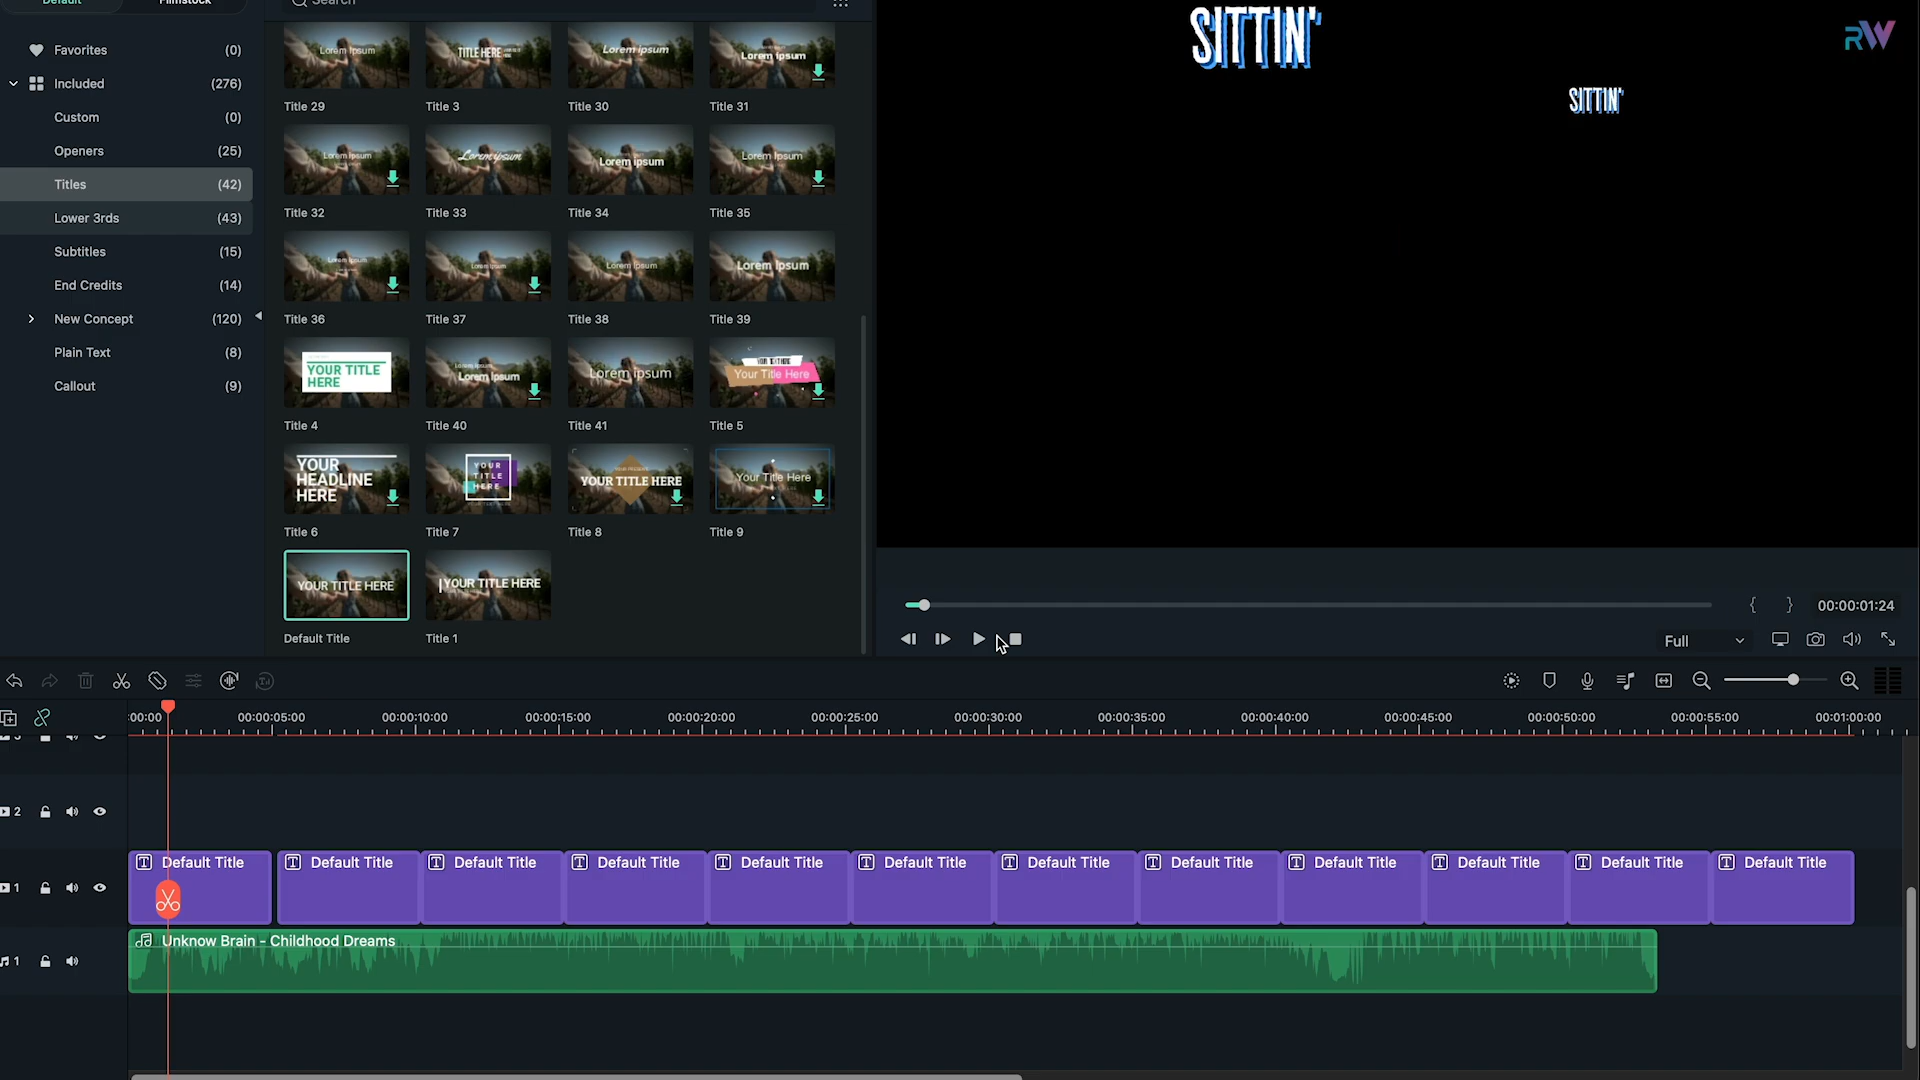 Default
Filmstock
Search
Favorites (0)
Included (276)
Custom (0)
Openers (25)
Titles (42)
Lower 3rds (43)
Subtitles (15)
End Credits (14)
New Concept (120)
Plain Text (8)
Callout (9)
Lorem ipsum
TITLE HERE
Lorem ipsum
Lorem ipsum
Title 29
Title 3
Title 30
Title 31
Lorem ipsum
Lorem ipsum
Lorem ipsum
Lorem ipsum
Title 32
Title 33
Title 34
Title 35
Lorem ipsum
Lorem ipsum
Lorem ipsum
Lorem ipsum
Title 36
Title 37
Title 38
Title 39
YOUR TITLE
HERE
Lorem ipsum
Lorem ipsum
Your Title Here
Title 4
Title 40
Title 41
Title 5
YOUR
HEADLINE
HERE
YOUR
TITLE
HERE
YOUR TITLE HERE
Your Title Here
Title 6
Title 7
Title 8
Title 9
YOUR TITLE HERE
YOUR TITLE HERE
Default Title
Title 1
SITTIN'
SITTIN'
RW
00:00:01:24
Full
:00:00
00:00:05:00
00:00:10:00
00:00:15:00
00:00:20:00
00:00:25:00
00:00:30:00
00:00:35:00
00:00:40:00
00:00:45:00
00:00:50:00
00:00:55:00
00:01:00:00
2
1
Default Title
Default Title
Default Title
Default Title
Default Title
Default Title
Default Title
Default Title
Default Title
Default Title
Default Title
Default Title
1
Unknow Brain - Childhood Dreams